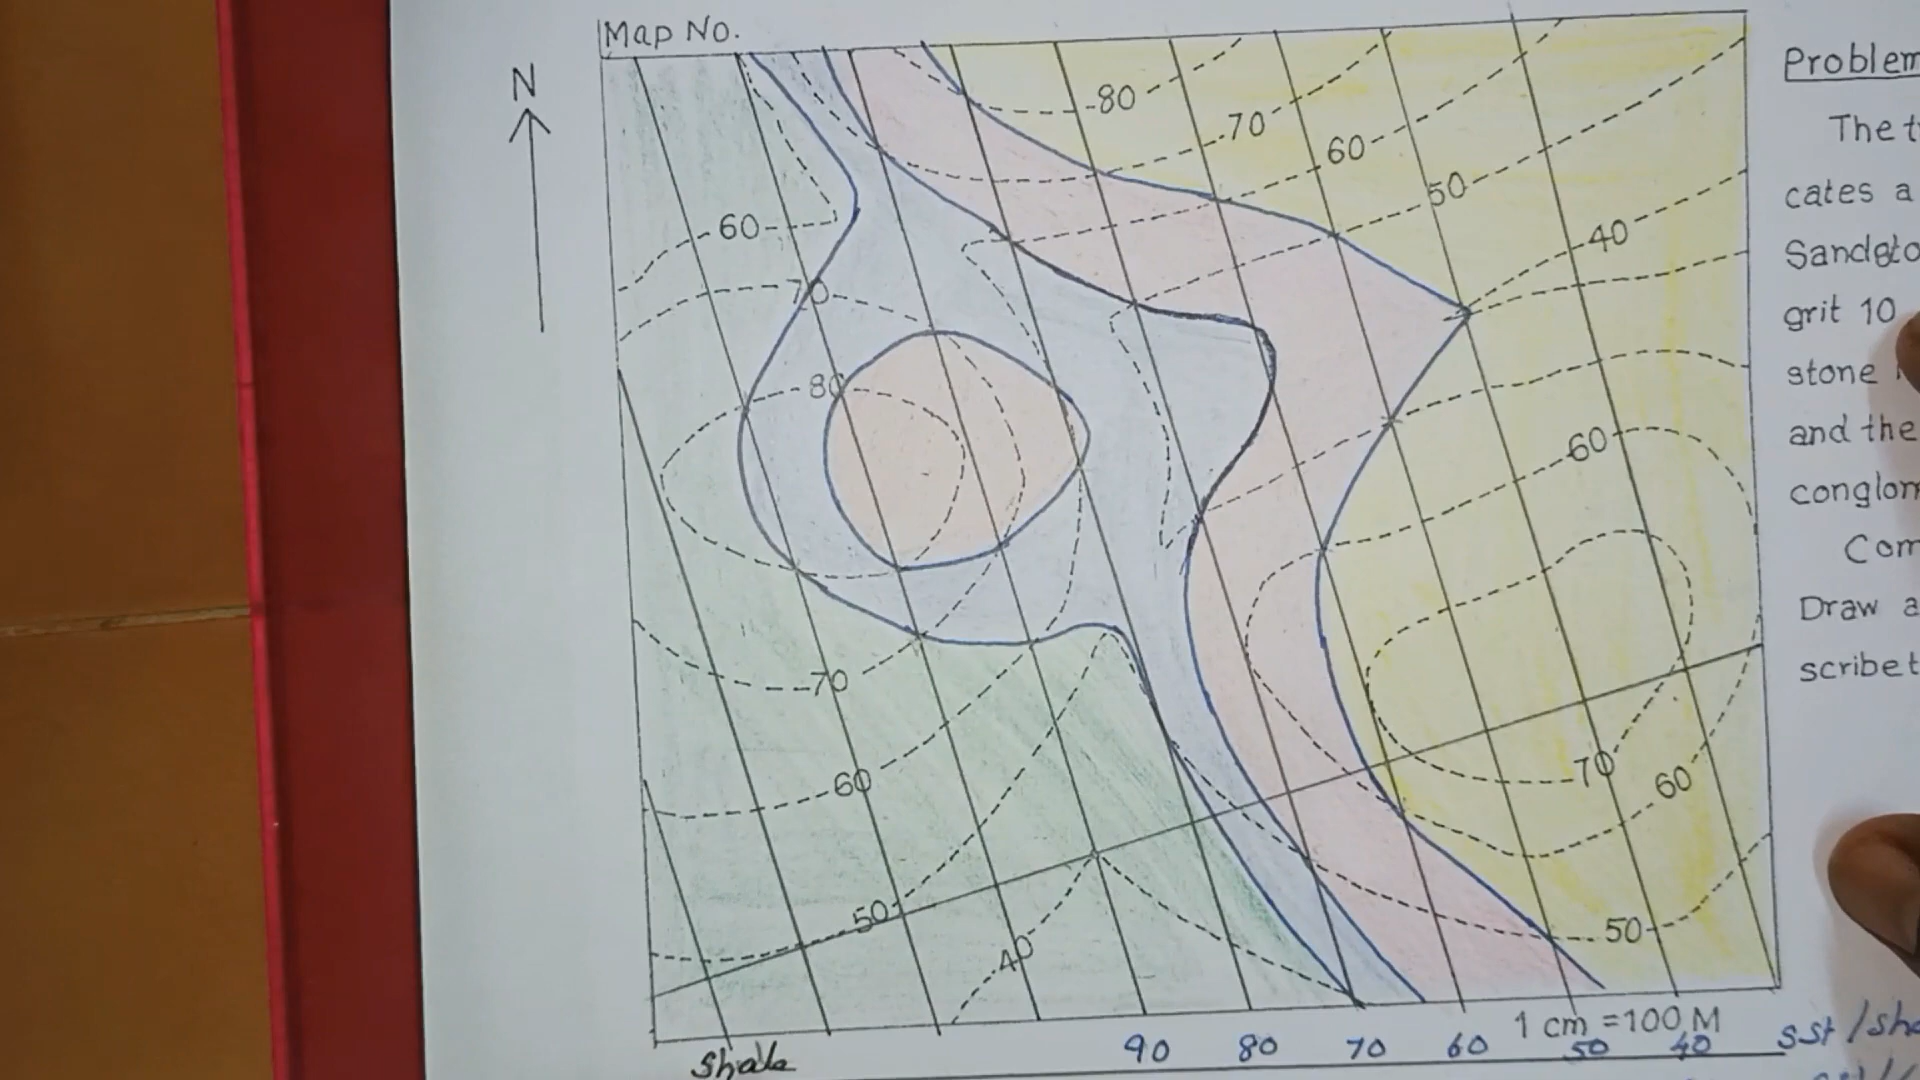 Map No.
N
Problem
The
cates a
Sandsto
grit 10
stone
and the
conglom
Com
Draw a
scribe
80
70
60
50
40
60
70
80
60
70
60
50
40
70
60
50
1 cm = 100 M
90 80 70 60 50 40
sst/sha
Shale